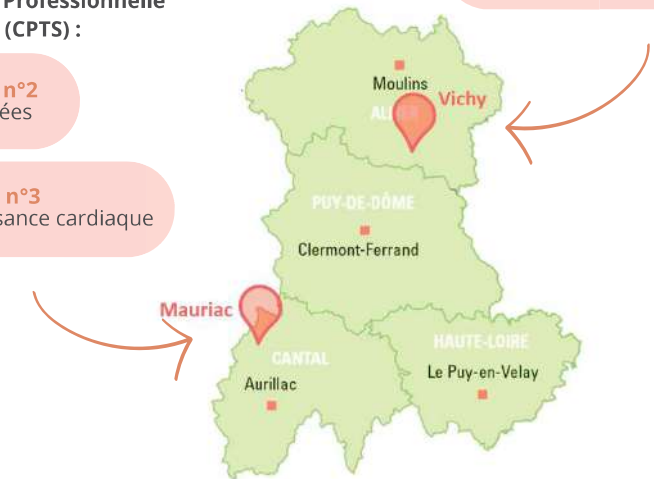 Professionnelle
(CPTS) :
n°2
ées
n°3
sance cardiaque
Moulins
Vichy
PUY-DE-DÔME
Clermont-Ferrand
Mauriac
CANTAL
Aurillac
HAUTE-LOIRE
Le Puy-en-Velay